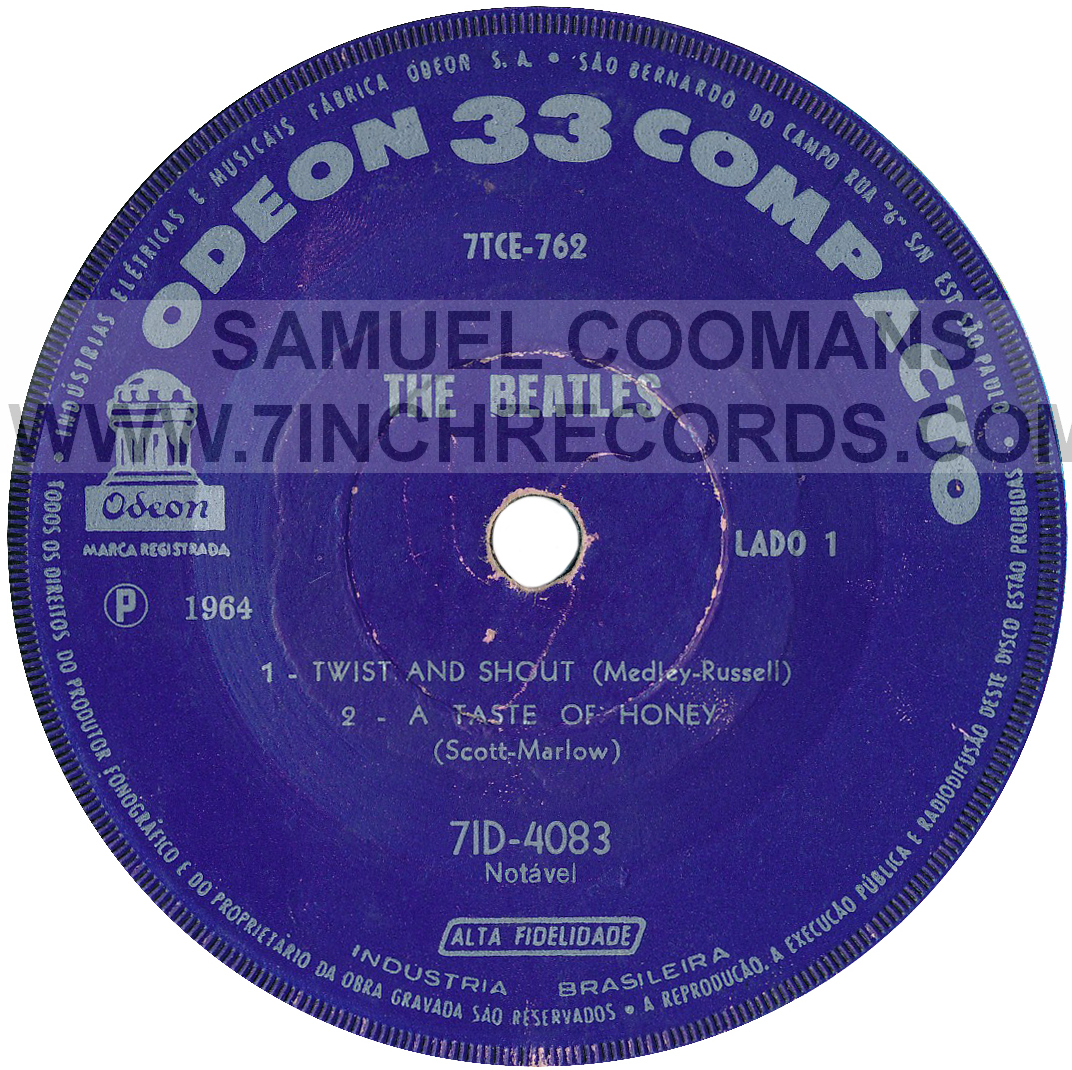 • INDÚSTRIAS ELÉTRICAS E MUSICAIS FÁBRICA ODEON S. A. • SÃO BERNARDO DO CAMPO RUA "6" S/N EST. SÃO PAULO •
ODEON 33 COMPACTO
7TCE-762
SAMUEL COOMANS
THE BEATLES
WWW.7INCHRECORDS.COM
Odeon
MARCA REGISTRADA
LADO 1
P 1964
1 - TWIST AND SHOUT (Medley-Russell)
2 - A TASTE OF HONEY
(Scott-Marlow)
7ID-4083
Notável
ALTA FIDELIDADE
INDUSTRIA BRASILEIRA
TODOS OS DIREITOS DO PRODUTOR FONOGRÁFICO E DO PROPRIETÁRIO DA OBRA GRAVADA SÃO RESERVADOS • A REPRODUÇÃO, A EXECUÇÃO PÚBLICA E RADIODIFUSÃO DESTE DISCO ESTÃO PROIBIDAS